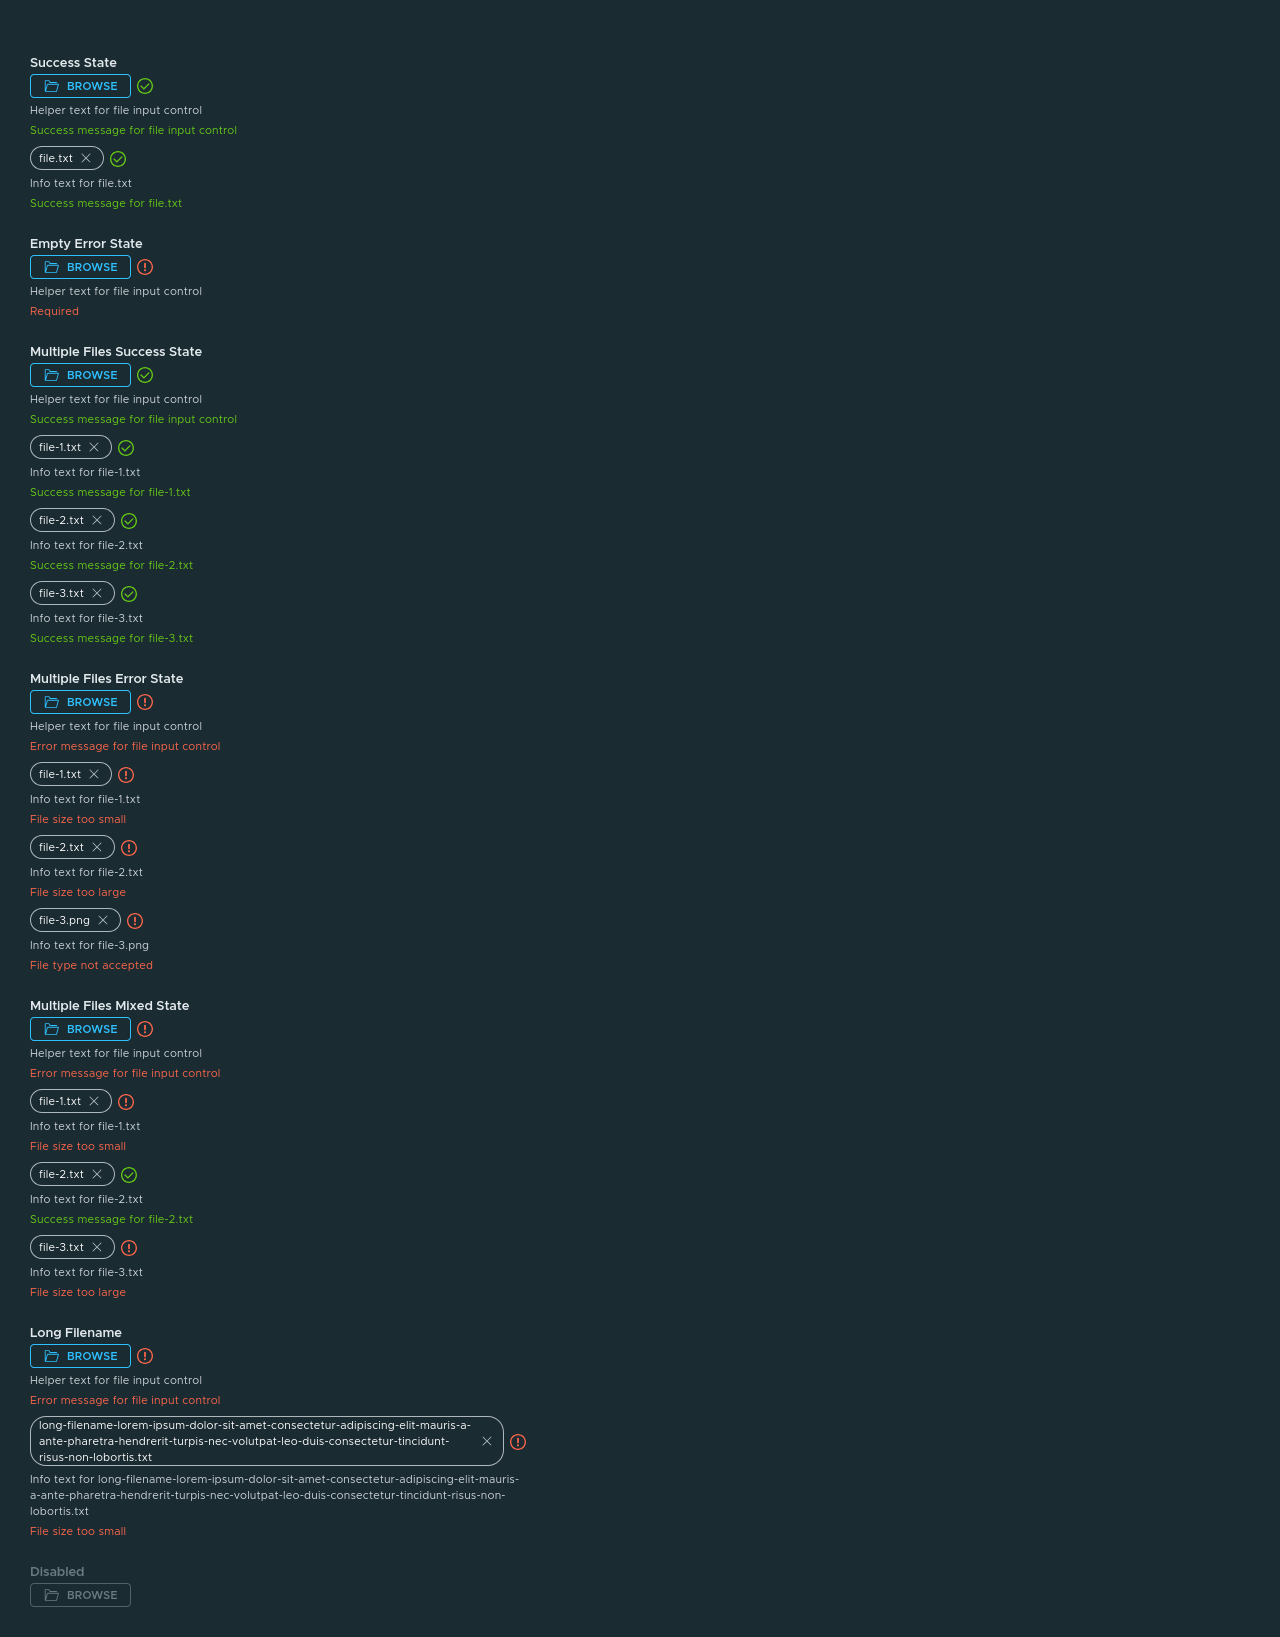 Success State
BROWSE
Helper text for file input control
Success message for file input control
file.txt
Info text for file.txt
Success message for file.txt
Empty Error State
BROWSE
Helper text for file input control
Required
Multiple Files Success State
BROWSE
Helper text for file input control
Success message for file input control
file-1.txt
Info text for file-1.txt
Success message for file-1.txt
file-2.txt
Info text for file-2.txt
Success message for file-2.txt
file-3.txt
Info text for file-3.txt
Success message for file-3.txt
Multiple Files Error State
BROWSE
Helper text for file input control
Error message for file input control
file-1.txt
Info text for file-1.txt
File size too small
file-2.txt
Info text for file-2.txt
File size too large
file-3.png
Info text for file-3.png
File type not accepted
Multiple Files Mixed State
BROWSE
Helper text for file input control
Error message for file input control
file-1.txt
Info text for file-1.txt
File size too small
file-2.txt
Info text for file-2.txt
Success message for file-2.txt
file-3.txt
Info text for file-3.txt
File size too large
Long Filename
BROWSE
Helper text for file input control
Error message for file input control
long-filename-lorem-ipsum-dolor-sit-amet-consectetur-adipiscing-elit-mauris-a-
ante-pharetra-hendrerit-turpis-nec-volutpat-leo-duis-consectetur-tincidunt-
risus-non-lobortis.txt
Info text for long-filename-lorem-ipsum-dolor-sit-amet-consectetur-adipiscing-elit-mauris-
a-ante-pharetra-hendrerit-turpis-nec-volutpat-leo-duis-consectetur-tincidunt-risus-non-
lobortis.txt
File size too small
Disabled
BROWSE